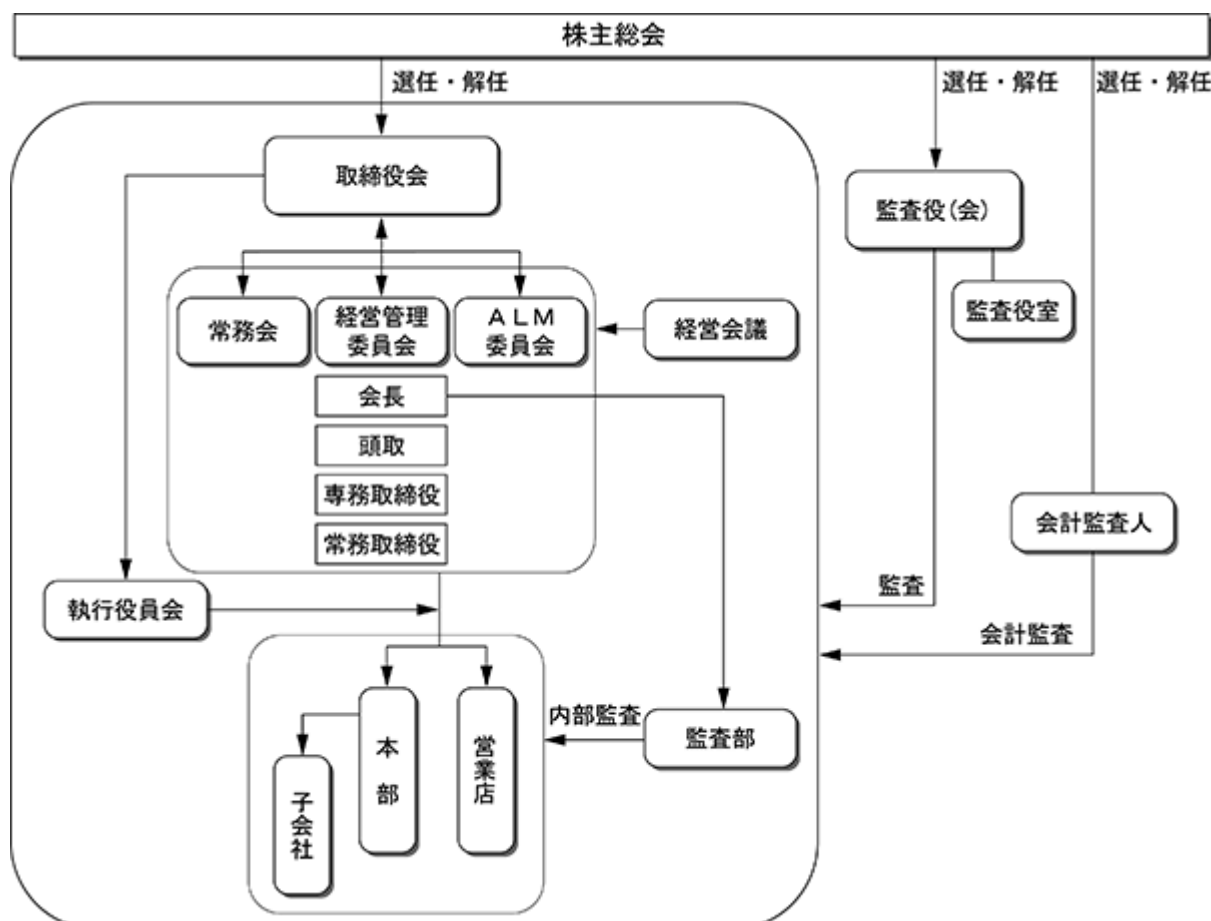 株主総会
選任・解任
選任・解任
選任・解任
取締役会
監査役(会)
監査役室
常務会
経営管理
委員会
ALM
委員会
経営会議
会長
頭取
専務取締役
常務取締役
会計監査人
執行役員会
監査
会計監査
内部監査
監査部
本部
営業店
子会社